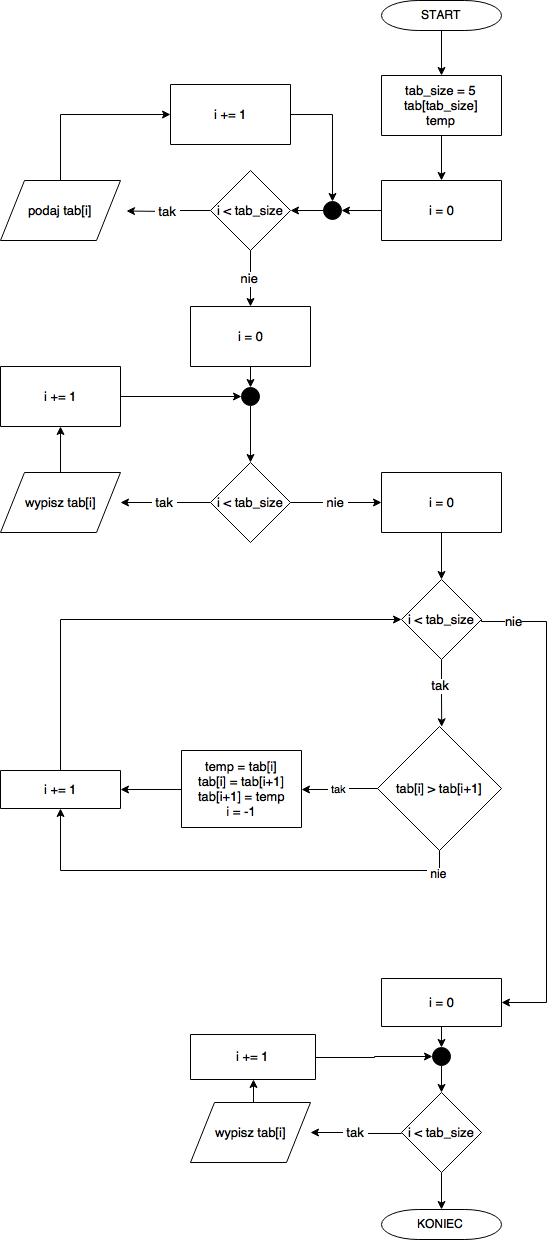 START
tab_size = 5
tab[tab_size]
temp
i = 0
i < tab_size
tak
podaj tab[i]
i += 1
nie
i = 0
i < tab_size
tak
wypisz tab[i]
i += 1
nie
i = 0
i < tab_size
nie
tak
tab[i] > tab[i+1]
tak
temp = tab[i]
tab[i] = tab[i+1]
tab[i+1] = temp
i = -1
i += 1
nie
i = 0
i += 1
i < tab_size
tak
wypisz tab[i]
KONIEC